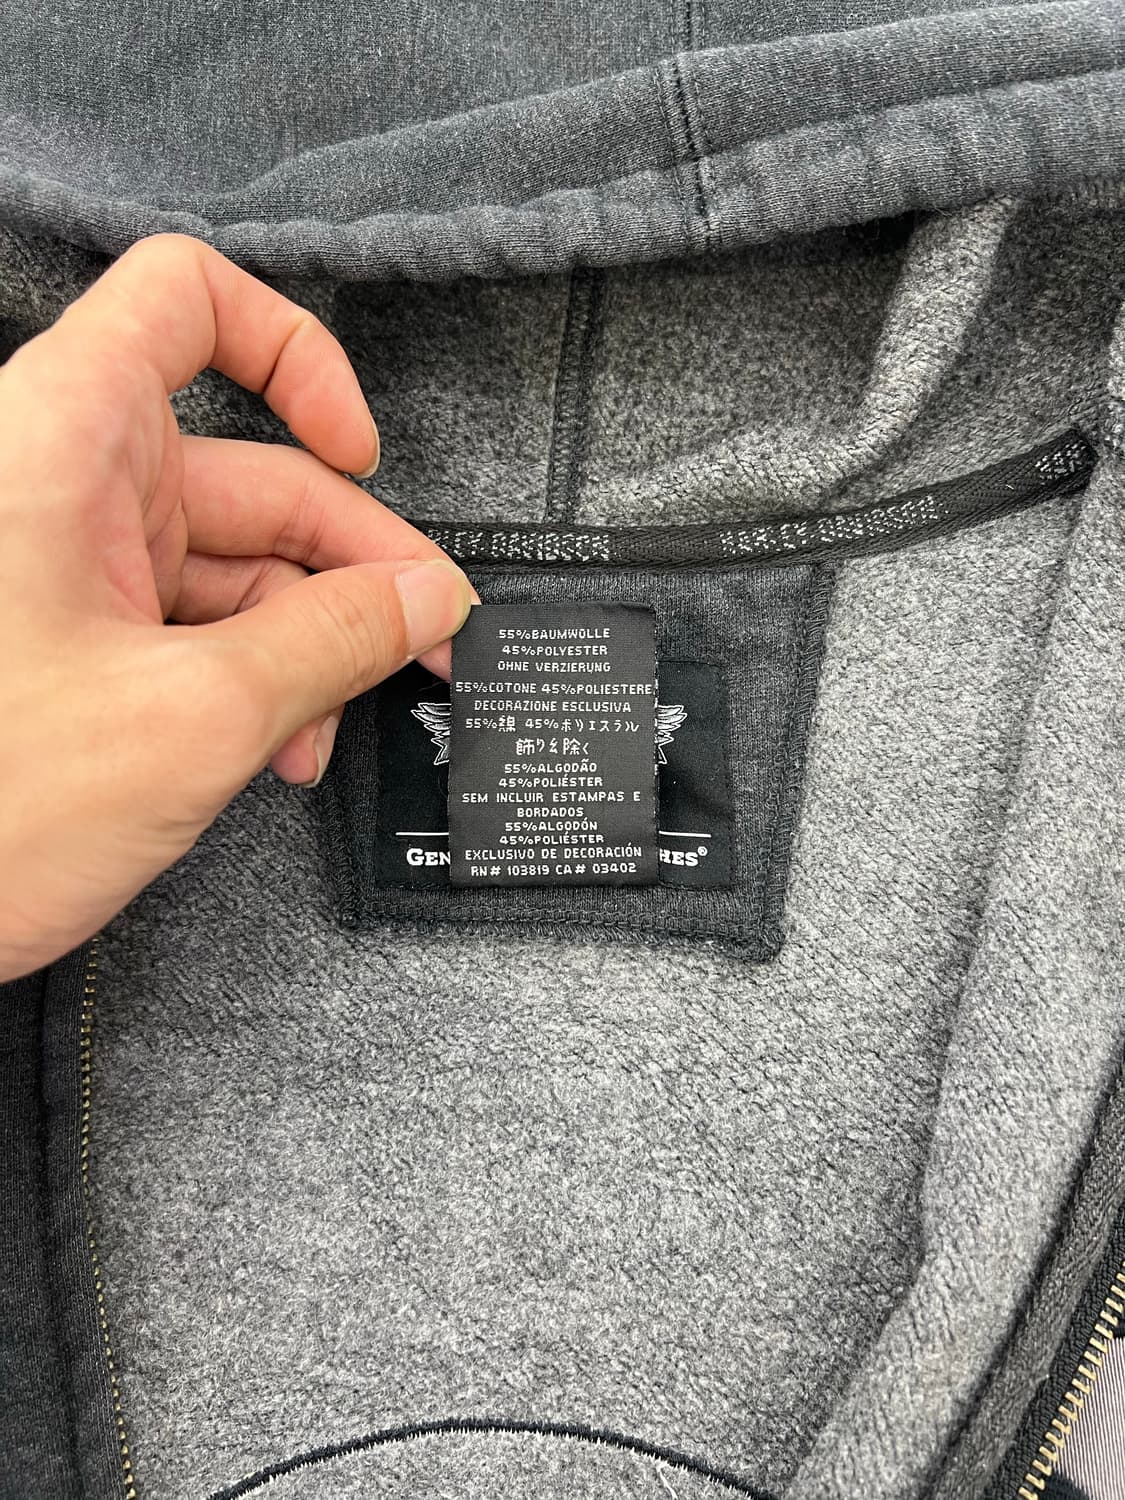 HARLEY-DAVIDSON
55%BAUMWOLLE
45%POLYESTER
OHNE VERZIERUNG
55%COTONE 45%POLIESTERE
DECORAZIONE ESCLUSIVA
55%綿 45%ポリエステル
飾りを除く
55%ALGODÃO
45%POLIÉSTER
SEM INCLUIR ESTAMPAS E
BORDADOS
55%ALGODÓN
45%POLIÉSTER
EXCLUSIVO DE DECORACIÓN
RN# 103819 CA# 03402